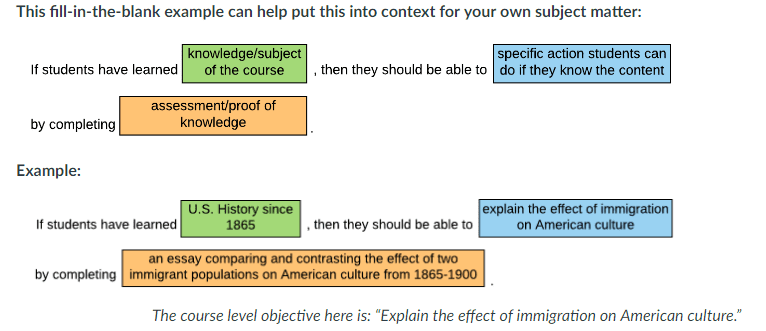 This fill-in-the-blank example can help put this into context for your own subject matter:
If students have learned knowledge/subject of the course , then they should be able to specific action students can do if they know the content
by completing assessment/proof of knowledge .
Example:
If students have learned U.S. History since 1865 , then they should be able to explain the effect of immigration on American culture
by completing an essay comparing and contrasting the effect of two immigrant populations on American culture from 1865-1900 .
The course level objective here is: “Explain the effect of immigration on American culture.”